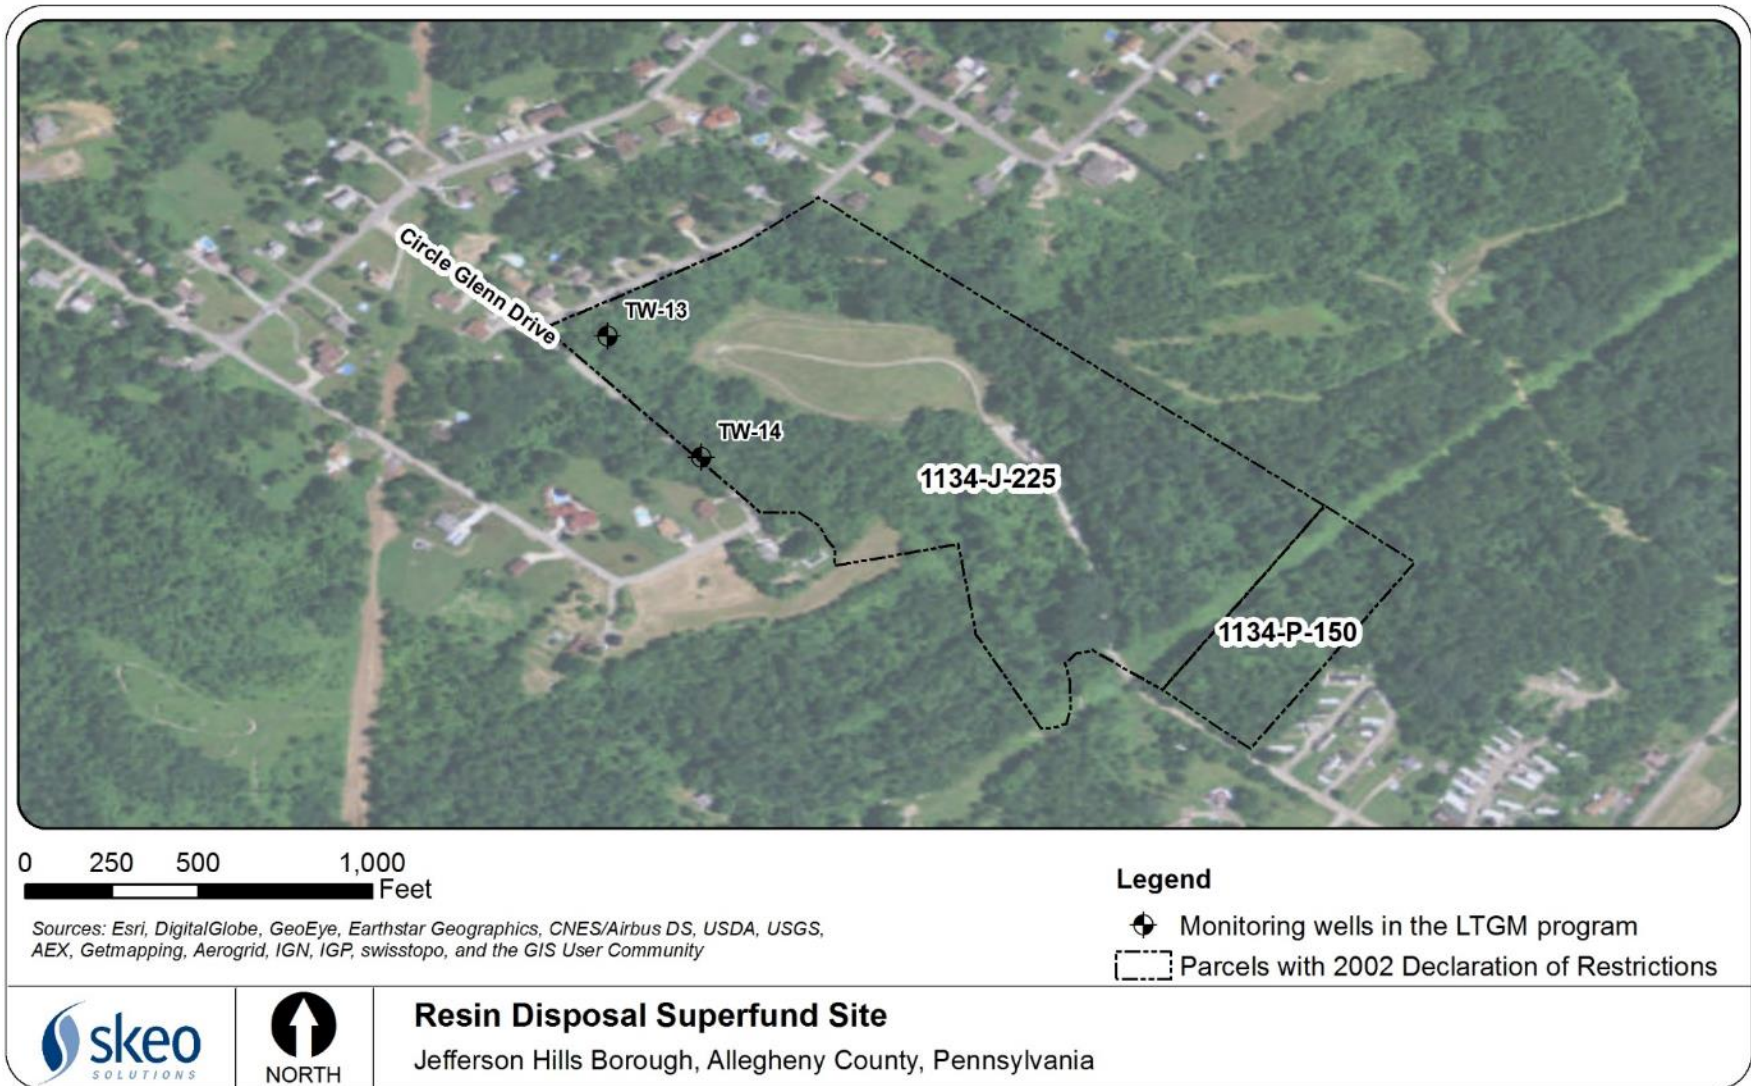 Circle Glenn Drive
TW-13
TW-14
1134-J-225
1134-P-150
0 250 500 1,000
Feet
Sources: Esri, DigitalGlobe, GeoEye, Earthstar Geographics, CNES/Airbus DS, USDA, USGS,
AEX, Getmapping, Aerogrid, IGN, IGP, swisstopo, and the GIS User Community
Legend
Monitoring wells in the LTGM program
Parcels with 2002 Declaration of Restrictions
skeo
SOLUTIONS
NORTH
Resin Disposal Superfund Site
Jefferson Hills Borough, Allegheny County, Pennsylvania